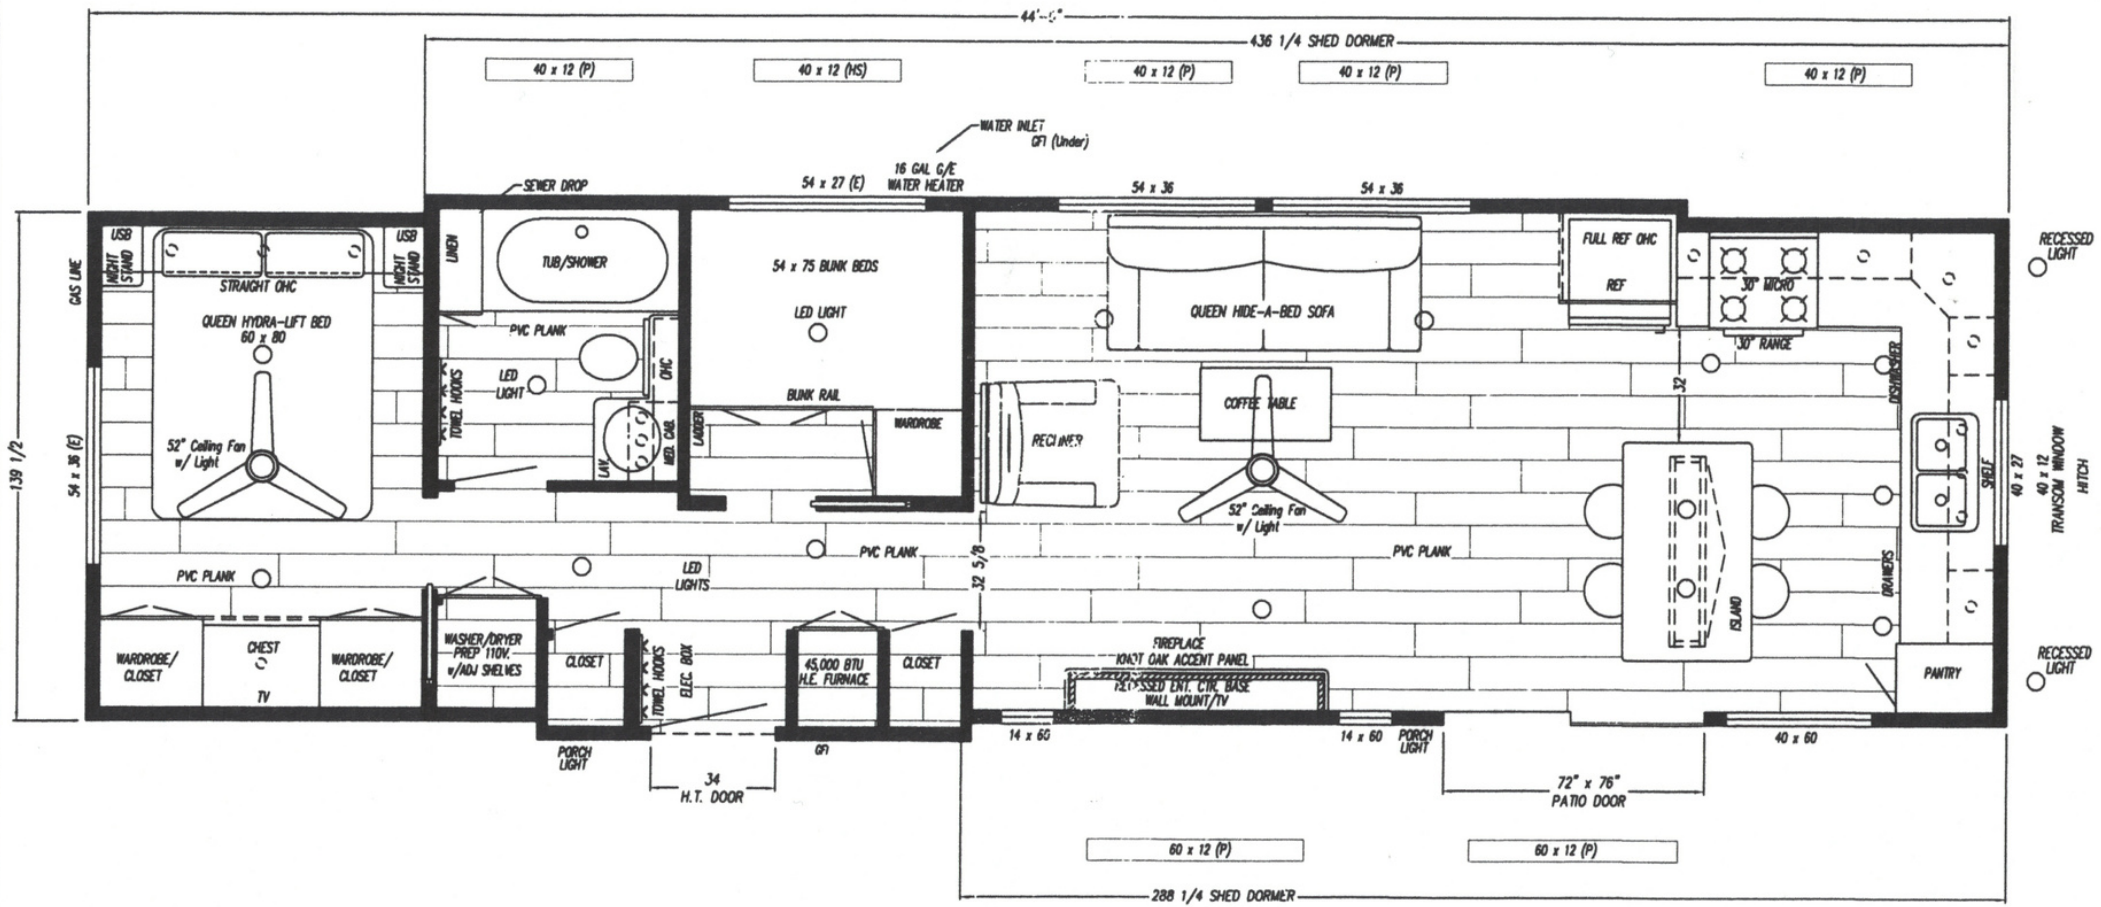 44'-0"
436 1/4 SHED DORMER
40 x 12 (P)
40 x 12 (HS)
40 x 12 (P)
40 x 12 (P)
40 x 12 (P)
WATER INLET
GFI (Under)
16 GAL G/E
WATER HEATER
SEWER DROP
54 x 27 (E)
54 x 36
54 x 36
GAS LINE
USB
NIGHT
STAND
USB
NIGHT
STAND
STRAIGHT OHC
QUEEN HYDRA-LIFT BED
60 x 80
52" Ceiling Fan
w/ Light
139 1/2
54 x 36 (E)
PVC PLANK
WARDROBE/
CLOSET
CHEST
TV
WARDROBE/
CLOSET
LINEN
TUB/SHOWER
PVC PLANK
LED
LIGHT
TOWEL HOOKS
OHC
LAV.
MED. CAB.
54 x 75 BUNK BEDS
LED LIGHT
BUNK RAIL
LADDER
WARDROBE
QUEEN HIDE-A-BED SOFA
RECLINER
COFFEE TABLE
52" Ceiling Fan
w/ Light
FULL REF OHC
REF
30" MICRO
30" RANGE
32
DISHWASHER
SHELF
DRAWERS
ISLAND
PANTRY
RECESSED
LIGHT
40 x 27
40 x 12
TRANSOM WINDOW
HITCH
RECESSED
LIGHT
PVC PLANK
PVC PLANK
LED
LIGHTS
32 5/8
WASHER/DRYER
PREP 110V.
w/ADJ SHELVES
CLOSET
TOWEL HOOKS
ELEC. BOX
45,000 BTU
H.E. FURNACE
CLOSET
FIREPLACE
KNOT OAK ACCENT PANEL
RECESSED ENT. CTR. BASE
WALL MOUNT/TV
PORCH
LIGHT
GFI
14 x 60
14 x 60
PORCH
LIGHT
40 x 60
34
H.T. DOOR
72" x 76"
PATIO DOOR
60 x 12 (P)
60 x 12 (P)
288 1/4 SHED DORMER